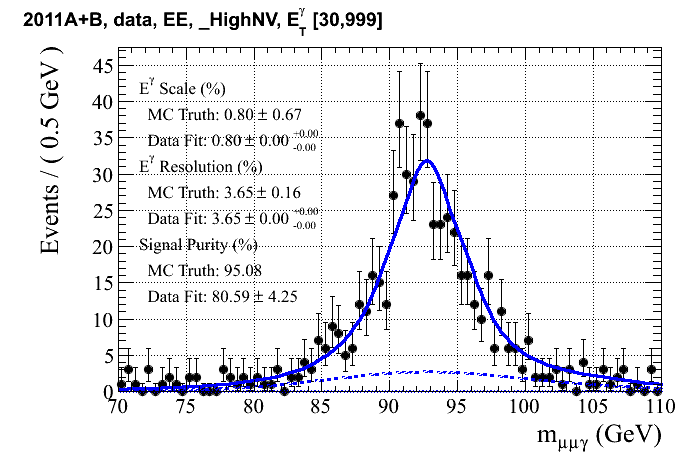 2011A+B, data, EE, _HighNV, E_T^γ [30,999]
Events / ( 0.5 GeV )
45
40
35
30
25
20
15
10
5
0
E^γ Scale (%)
MC Truth: 0.80 ± 0.67
Data Fit: 0.80 ± 0.00 +0.00 -0.00
E^γ Resolution (%)
MC Truth: 3.65 ± 0.16
Data Fit: 3.65 ± 0.00 +0.00 -0.00
Signal Purity (%)
MC Truth: 95.08
Data Fit: 80.59 ± 4.25
70 75 80 85 90 95 100 105 110
m_μμγ (GeV)